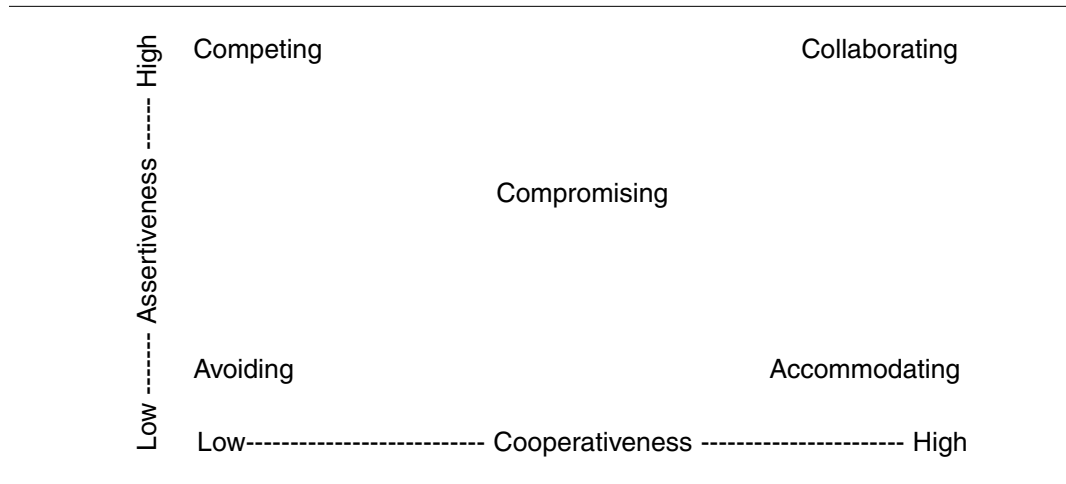 Competing Collaborating
Compromising
Avoiding Accommodating
Low--------------------------- Cooperativeness ----------------------- High
Low --------- Assertiveness ------ High